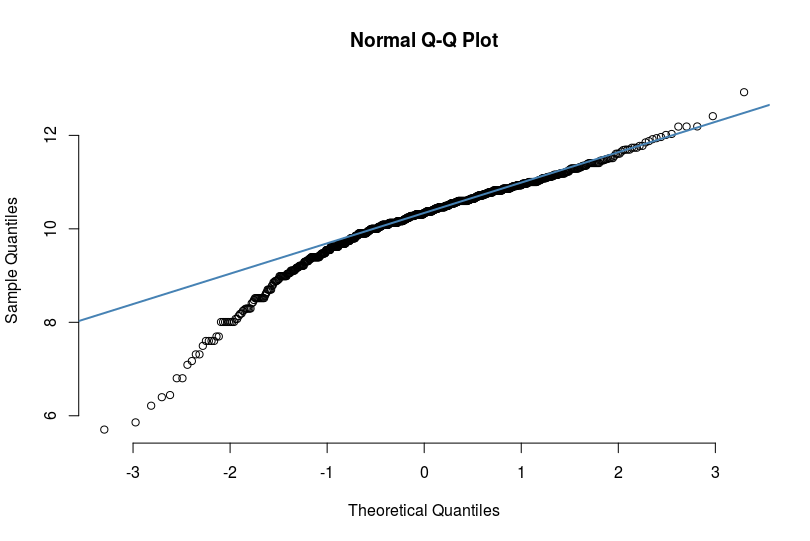 Normal Q-Q Plot
Sample Quantiles
12
10
8
6
-3 -2 -1 0 1 2 3
Theoretical Quantiles